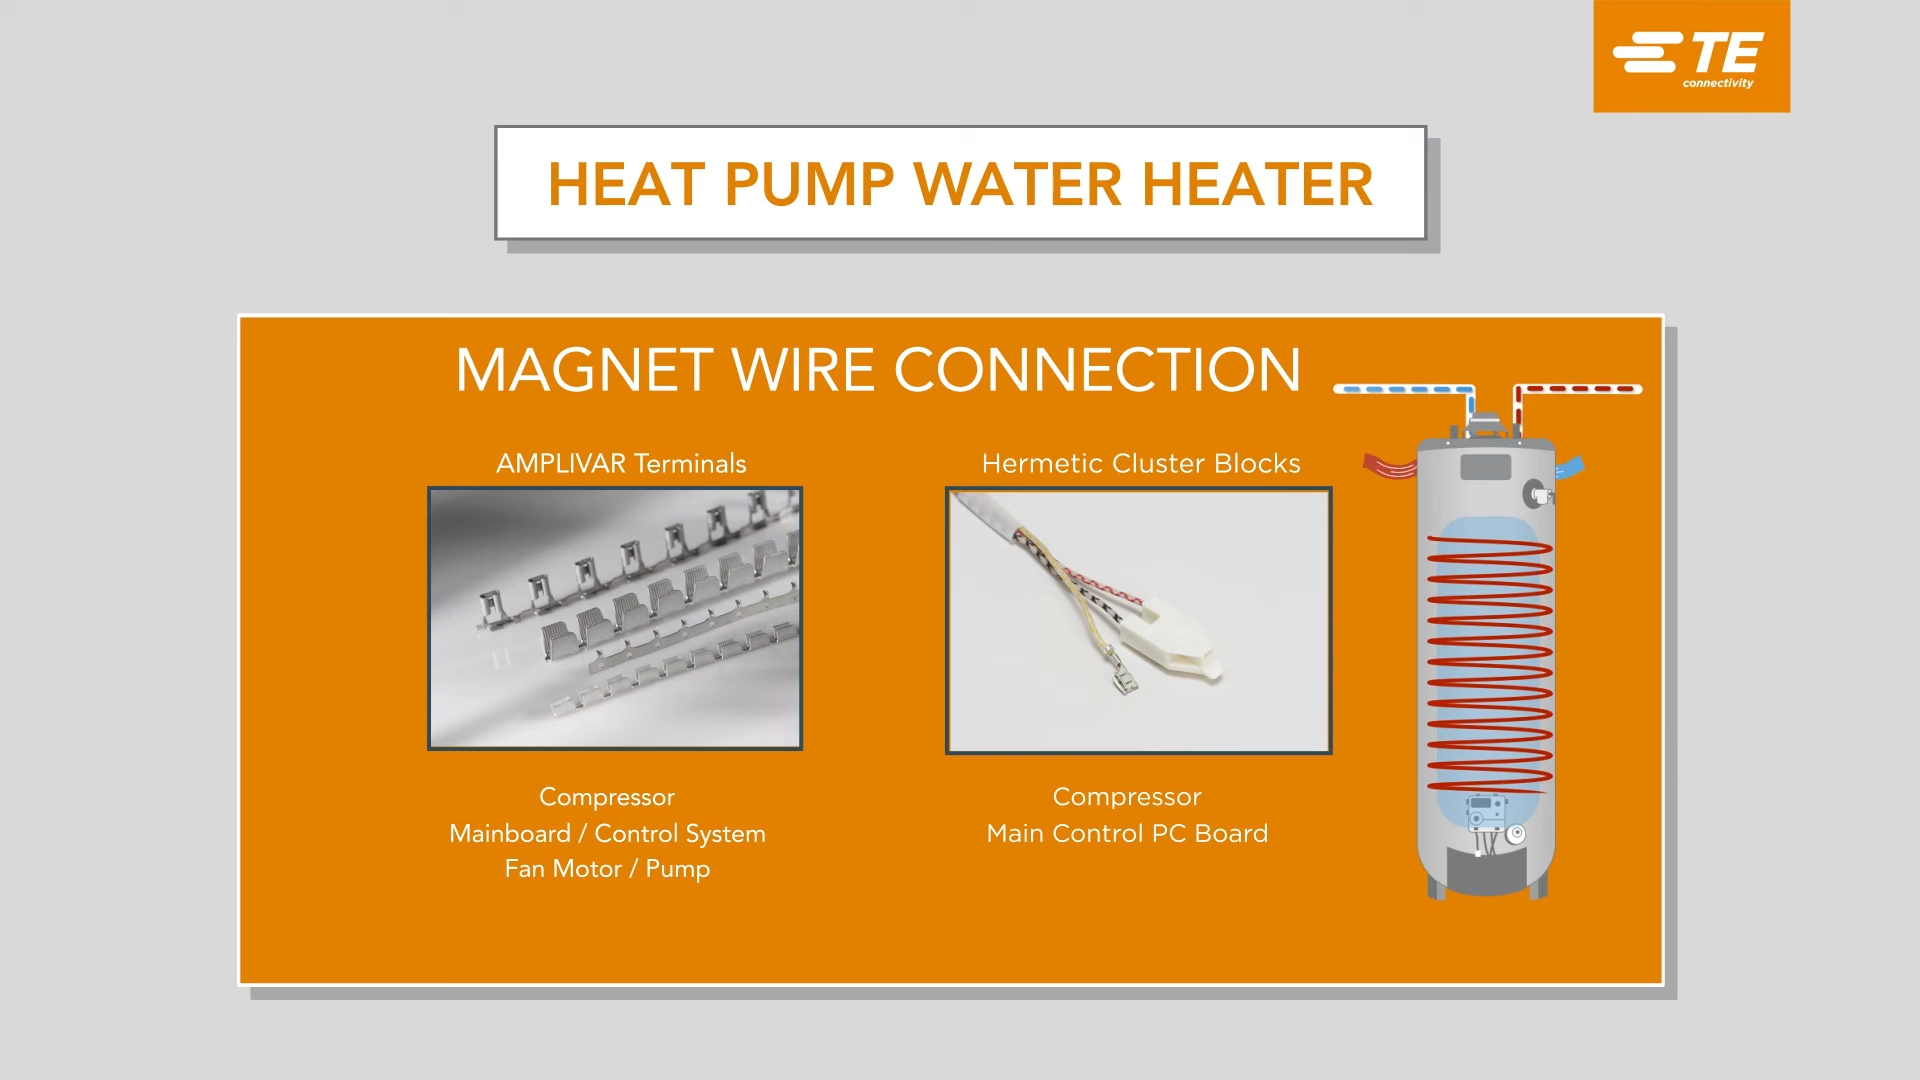 TE
connectivity
HEAT PUMP WATER HEATER
MAGNET WIRE CONNECTION
AMPLIVAR Terminals
Hermetic Cluster Blocks
Compressor
Mainboard / Control System
Fan Motor / Pump
Compressor
Main Control PC Board